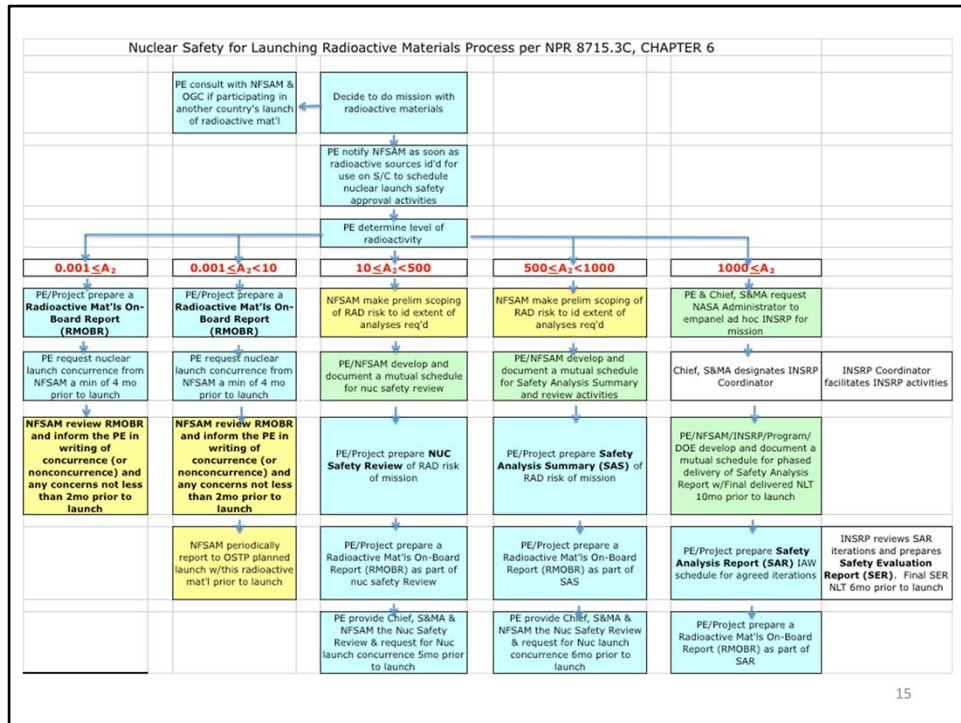 Nuclear Safety for Launching Radioactive Materials Process per NPR 8715.3C, CHAPTER 6
PE consult with NFSAM &
OGC if participating in
another country's launch
of radioactive mat'l
Decide to do mission with
radioactive materials
PE notify NFSAM as soon as
radioactive sources id'd for
use on S/C to schedule
nuclear launch safety
approval activities
PE determine level of
radioactivity
0.001≤A₂
0.001≤A₂<10
10≤A₂<500
500≤A₂<1000
1000≤A₂
PE/Project prepare a
Radioactive Mat'ls On-
Board Report
(RMOBR)
PE/Project prepare a
Radioactive Mat'ls On-
Board Report
(RMOBR)
NFSAM make prelim scoping
of RAD risk to id extent of
analyses req'd
NFSAM make prelim scoping
of RAD risk to id extent of
analyses req'd
PE & Chief, S&MA request
NASA Administrator to
empanel ad hoc INSRP for
mission
PE request nuclear
launch concurrence from
NFSAM a min of 4 mo
prior to launch
PE request nuclear
launch concurrence from
NFSAM a min of 4 mo
prior to launch
PE/NFSAM develop and
document a mutual schedule
for nuc safety review
PE/NFSAM develop and
document a mutual schedule
for Safety Analysis Summary
and review activities
Chief, S&MA designates INSRP
Coordinator
INSRP Coordinator
facilitates INSRP activities
NFSAM review RMOBR
and inform the PE in
writing of
concurrence (or
nonconcurrence) and
any concerns not less
than 2mo prior to
launch
NFSAM review RMOBR
and inform the PE in
writing of
concurrence (or
nonconcurrence) and
any concerns not less
than 2mo prior to
launch
PE/Project prepare NUC
Safety Review of RAD risk
of mission
PE/Project prepare Safety
Analysis Summary (SAS) of
RAD risk of mission
PE/NFSAM/INSRP/Program/
DOE develop and document a
mutual schedule for phased
delivery of Safety Analysis
Report w/Final delivered NLT
10mo prior to launch
NFSAM periodically
report to OSTP planned
launch w/this radioactive
mat'l prior to launch
PE/Project prepare a
Radioactive Mat'ls On-Board
Report (RMOBR) as part of
nuc safety Review
PE/Project prepare a
Radioactive Mat'ls On-Board
Report (RMOBR) as part of
SAS
PE/Project prepare Safety
Analysis Report (SAR) IAW
schedule for agreed iterations
INSRP reviews SAR
iterations and prepares
Safety Evaluation
Report (SER). Final SER
NLT 6mo prior to launch
PE provide Chief, S&MA &
NFSAM the Nuc Safety Review
& request for Nuc launch
concurrence 5mo prior
to launch
PE provide Chief, S&MA &
NFSAM the Nuc Safety Review
& request for Nuc launch
concurrence 6mo prior to
launch
PE/Project prepare a
Radioactive Mat'ls On-Board
Report (RMOBR) as part of
SAR
15